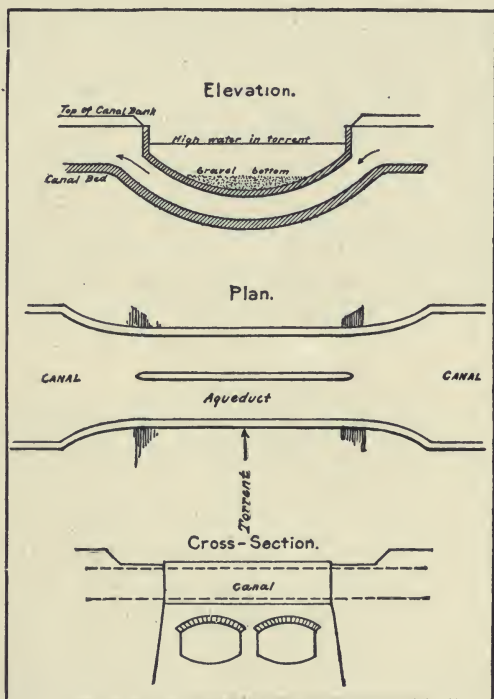 Elevation.
Top of Canal Bank
High water in torrent
Gravel bottom
Canal Bed
Plan.
CANAL
CANAL
Aqueduct
Torrent
Cross-Section.
Canal